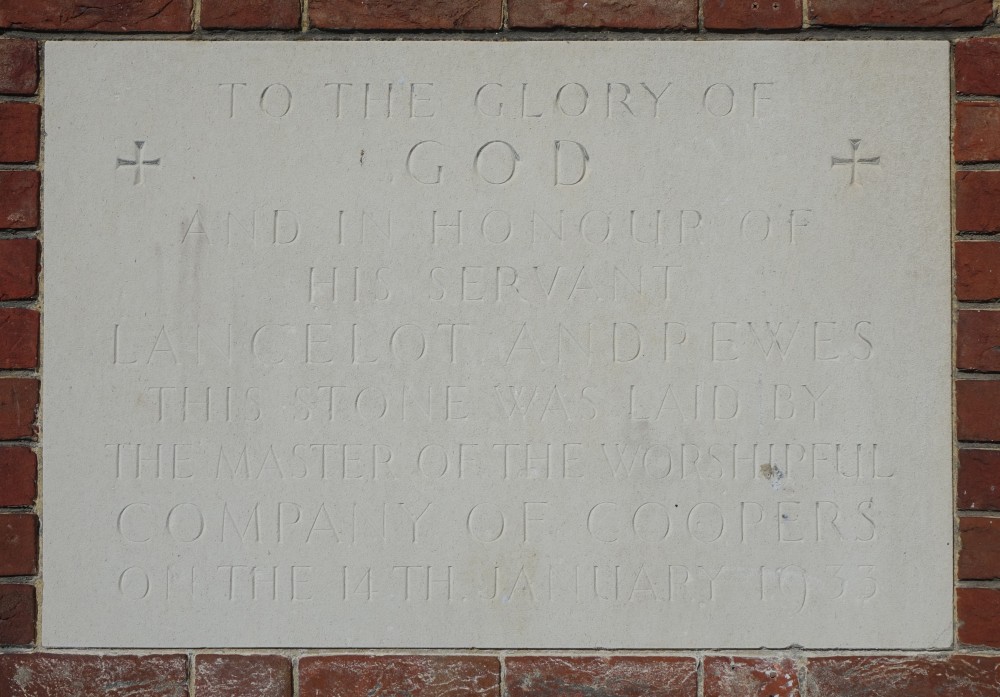 TO THE GLORY OF
GOD
AND IN HONOUR OF
HIS SERVANT
LANCELOT ANDREWES
THIS STONE WAS LAID BY
THE MASTER OF THE WORSHIPFUL
COMPANY OF COOPERS
ON THE 14TH. JANUARY 1933